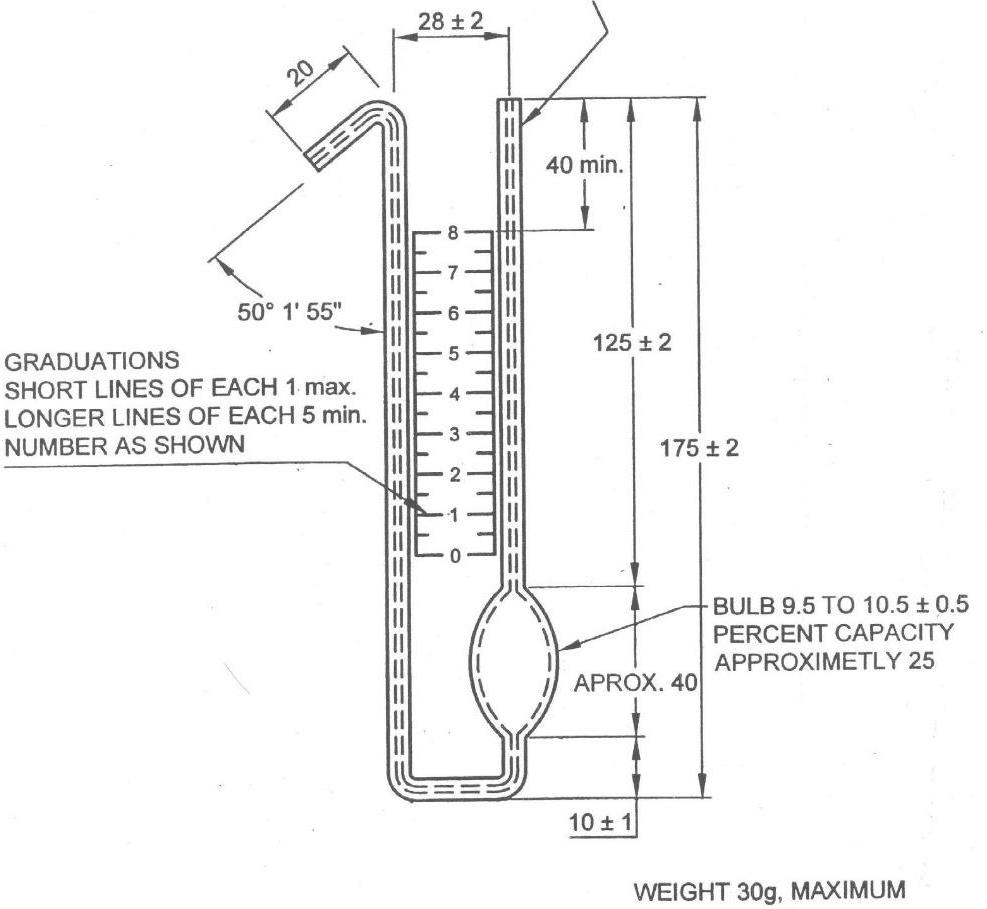 28 ± 2
20
40 min.
8
7
6
5
4
3
2
1
0
50° 1' 55"
125 ± 2
GRADUATIONS
SHORT LINES OF EACH 1 max.
LONGER LINES OF EACH 5 min.
NUMBER AS SHOWN
175 ± 2
BULB 9.5 TO 10.5 ± 0.5
PERCENT CAPACITY
APPROXIMETLY 25
APROX. 40
10 ± 1
WEIGHT 30g, MAXIMUM